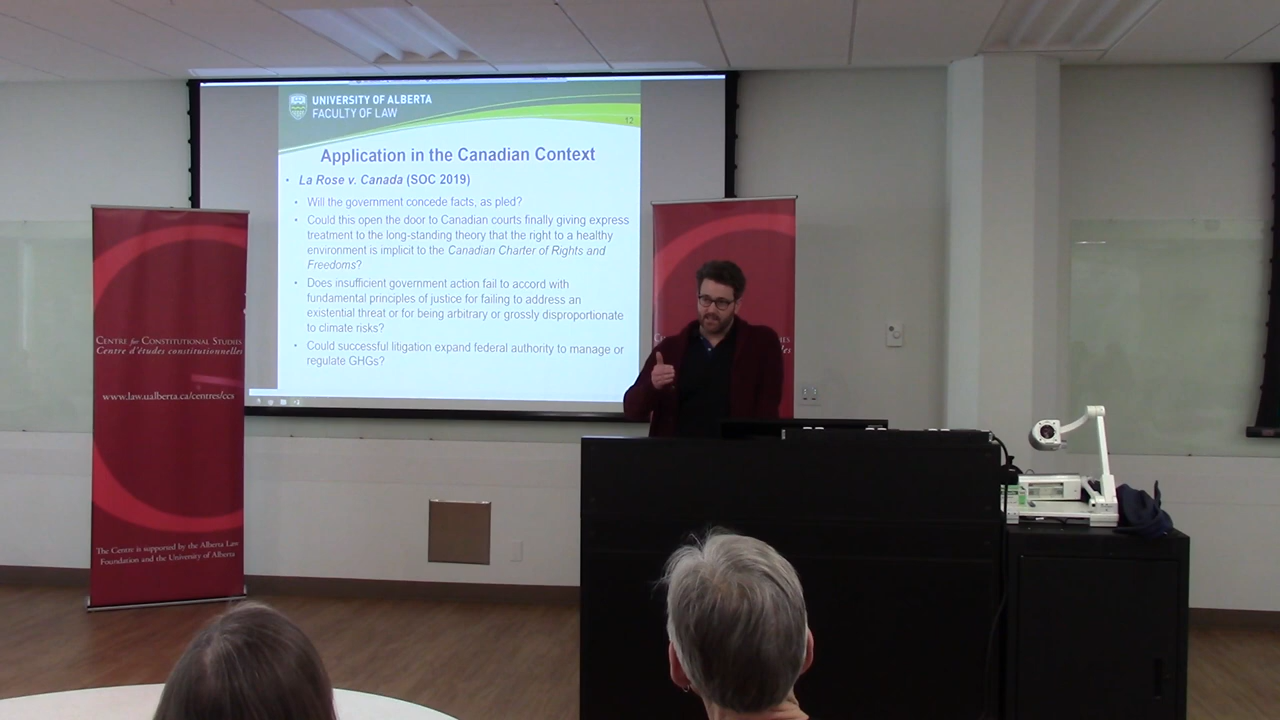 UNIVERSITY OF ALBERTA
FACULTY OF LAW
12
Application in the Canadian Context
• La Rose v. Canada (SOC 2019)
• Will the government concede facts, as pled?
• Could this open the door to Canadian courts finally giving express
treatment to the long-standing theory that the right to a healthy
environment is implicit to the Canadian Charter of Rights and
Freedoms?
• Does insufficient government action fail to accord with
fundamental principles of justice for failing to address an
existential threat or for being arbitrary or grossly disproportionate
to climate risks?
• Could successful litigation expand federal authority to manage or
regulate GHGs?
CENTRE for CONSTITUTIONAL STUDIES
Centre d'études constitutionnelles
www.law.ualberta.ca/centres/ccs
The Centre is supported by the Alberta Law
Foundation and the University of Alberta